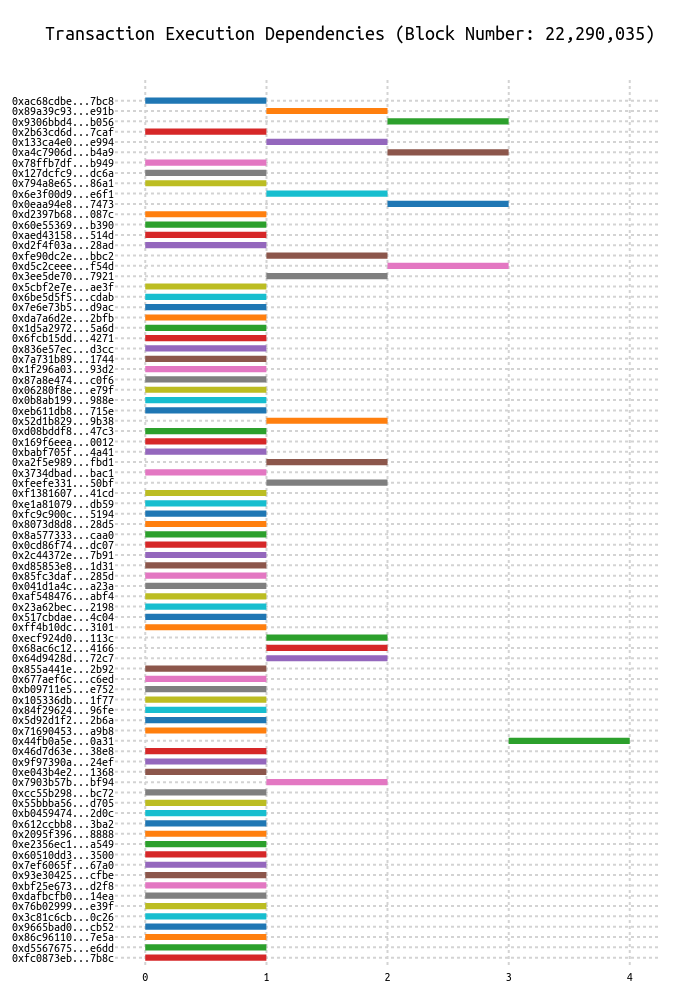 Transaction Execution Dependencies (Block Number: 22,290,035)
0xac68cdbe...7bc8
0x89a39c93...e91b
0x9306bbd4...b056
0x2b63cd6d...7caf
0x133ca4e0...e994
0xa4c7906d...b4a9
0x78ffb7df...b949
0x127dcfc9...dc6a
0x794a8e65...86a1
0x6e3f00d9...e6f1
0x0eaa94e8...7473
0xd2397b68...087c
0x60e55369...b390
0xaed43158...514d
0xd2f4f03a...28ad
0xfe90dc2e...bbc2
0xd5c2ceee...f54d
0x3ee5de70...7921
0x5cbf2e7e...ae3f
0x6be5d5f5...cdab
0x7e6e73b5...d9ac
0xda7a6d2e...2bfb
0x1d5a2972...5a6d
0x6fcb15dd...4271
0x836e57ec...d3cc
0x7a731b89...1744
0x1f296a03...93d2
0x87a8e474...c0f6
0x06280f8e...e79f
0x0b8ab199...988e
0xeb611db8...715e
0x52d1b829...9b38
0xd08bddf8...47c3
0x169f6eea...0012
0xbabf705f...4a41
0xa2f5e989...fbd1
0x3734dbad...bac1
0xfeefe331...50bf
0xf1381607...41cd
0xe1a81079...db59
0xfc9c900c...5194
0x8073d8d8...28d5
0x8a577333...caa0
0x0cd86f74...dc07
0x2c44372e...7b91
0xd85853e8...1d31
0x85fc3daf...285d
0x041d1a4c...a23a
0xaf548476...abf4
0x23a62bec...2198
0x517cbdae...4c04
0xff4b10dc...3101
0xecf924d0...113c
0x68ac6c12...4166
0x64d9428d...72c7
0x855a441e...2b92
0x677aef6c...c6ed
0xb09711e5...e752
0x105336db...1f77
0x84f29624...96fe
0x5d92d1f2...2b6a
0x71690453...a9b8
0x44fb0a5e...0a31
0x46d7d63e...38e8
0x9f97390a...24ef
0xe043b4e2...1368
0x7903b57b...bf94
0xcc55b298...bc72
0x55bbba56...d705
0xb0459474...2d0c
0x612ccbb8...3ba2
0x2095f396...8888
0xe2356ec1...a549
0x60510dd3...3500
0x7ef6065f...67a0
0x93e30425...cfbe
0xbf25e673...d2f8
0xdafbcfb0...14ea
0x76b02999...e39f
0x3c81c6cb...0c26
0x9665bad0...cb52
0x86c96110...7e5a
0xd5567675...e6dd
0xfc0873eb...7b8c
0 1 2 3 4